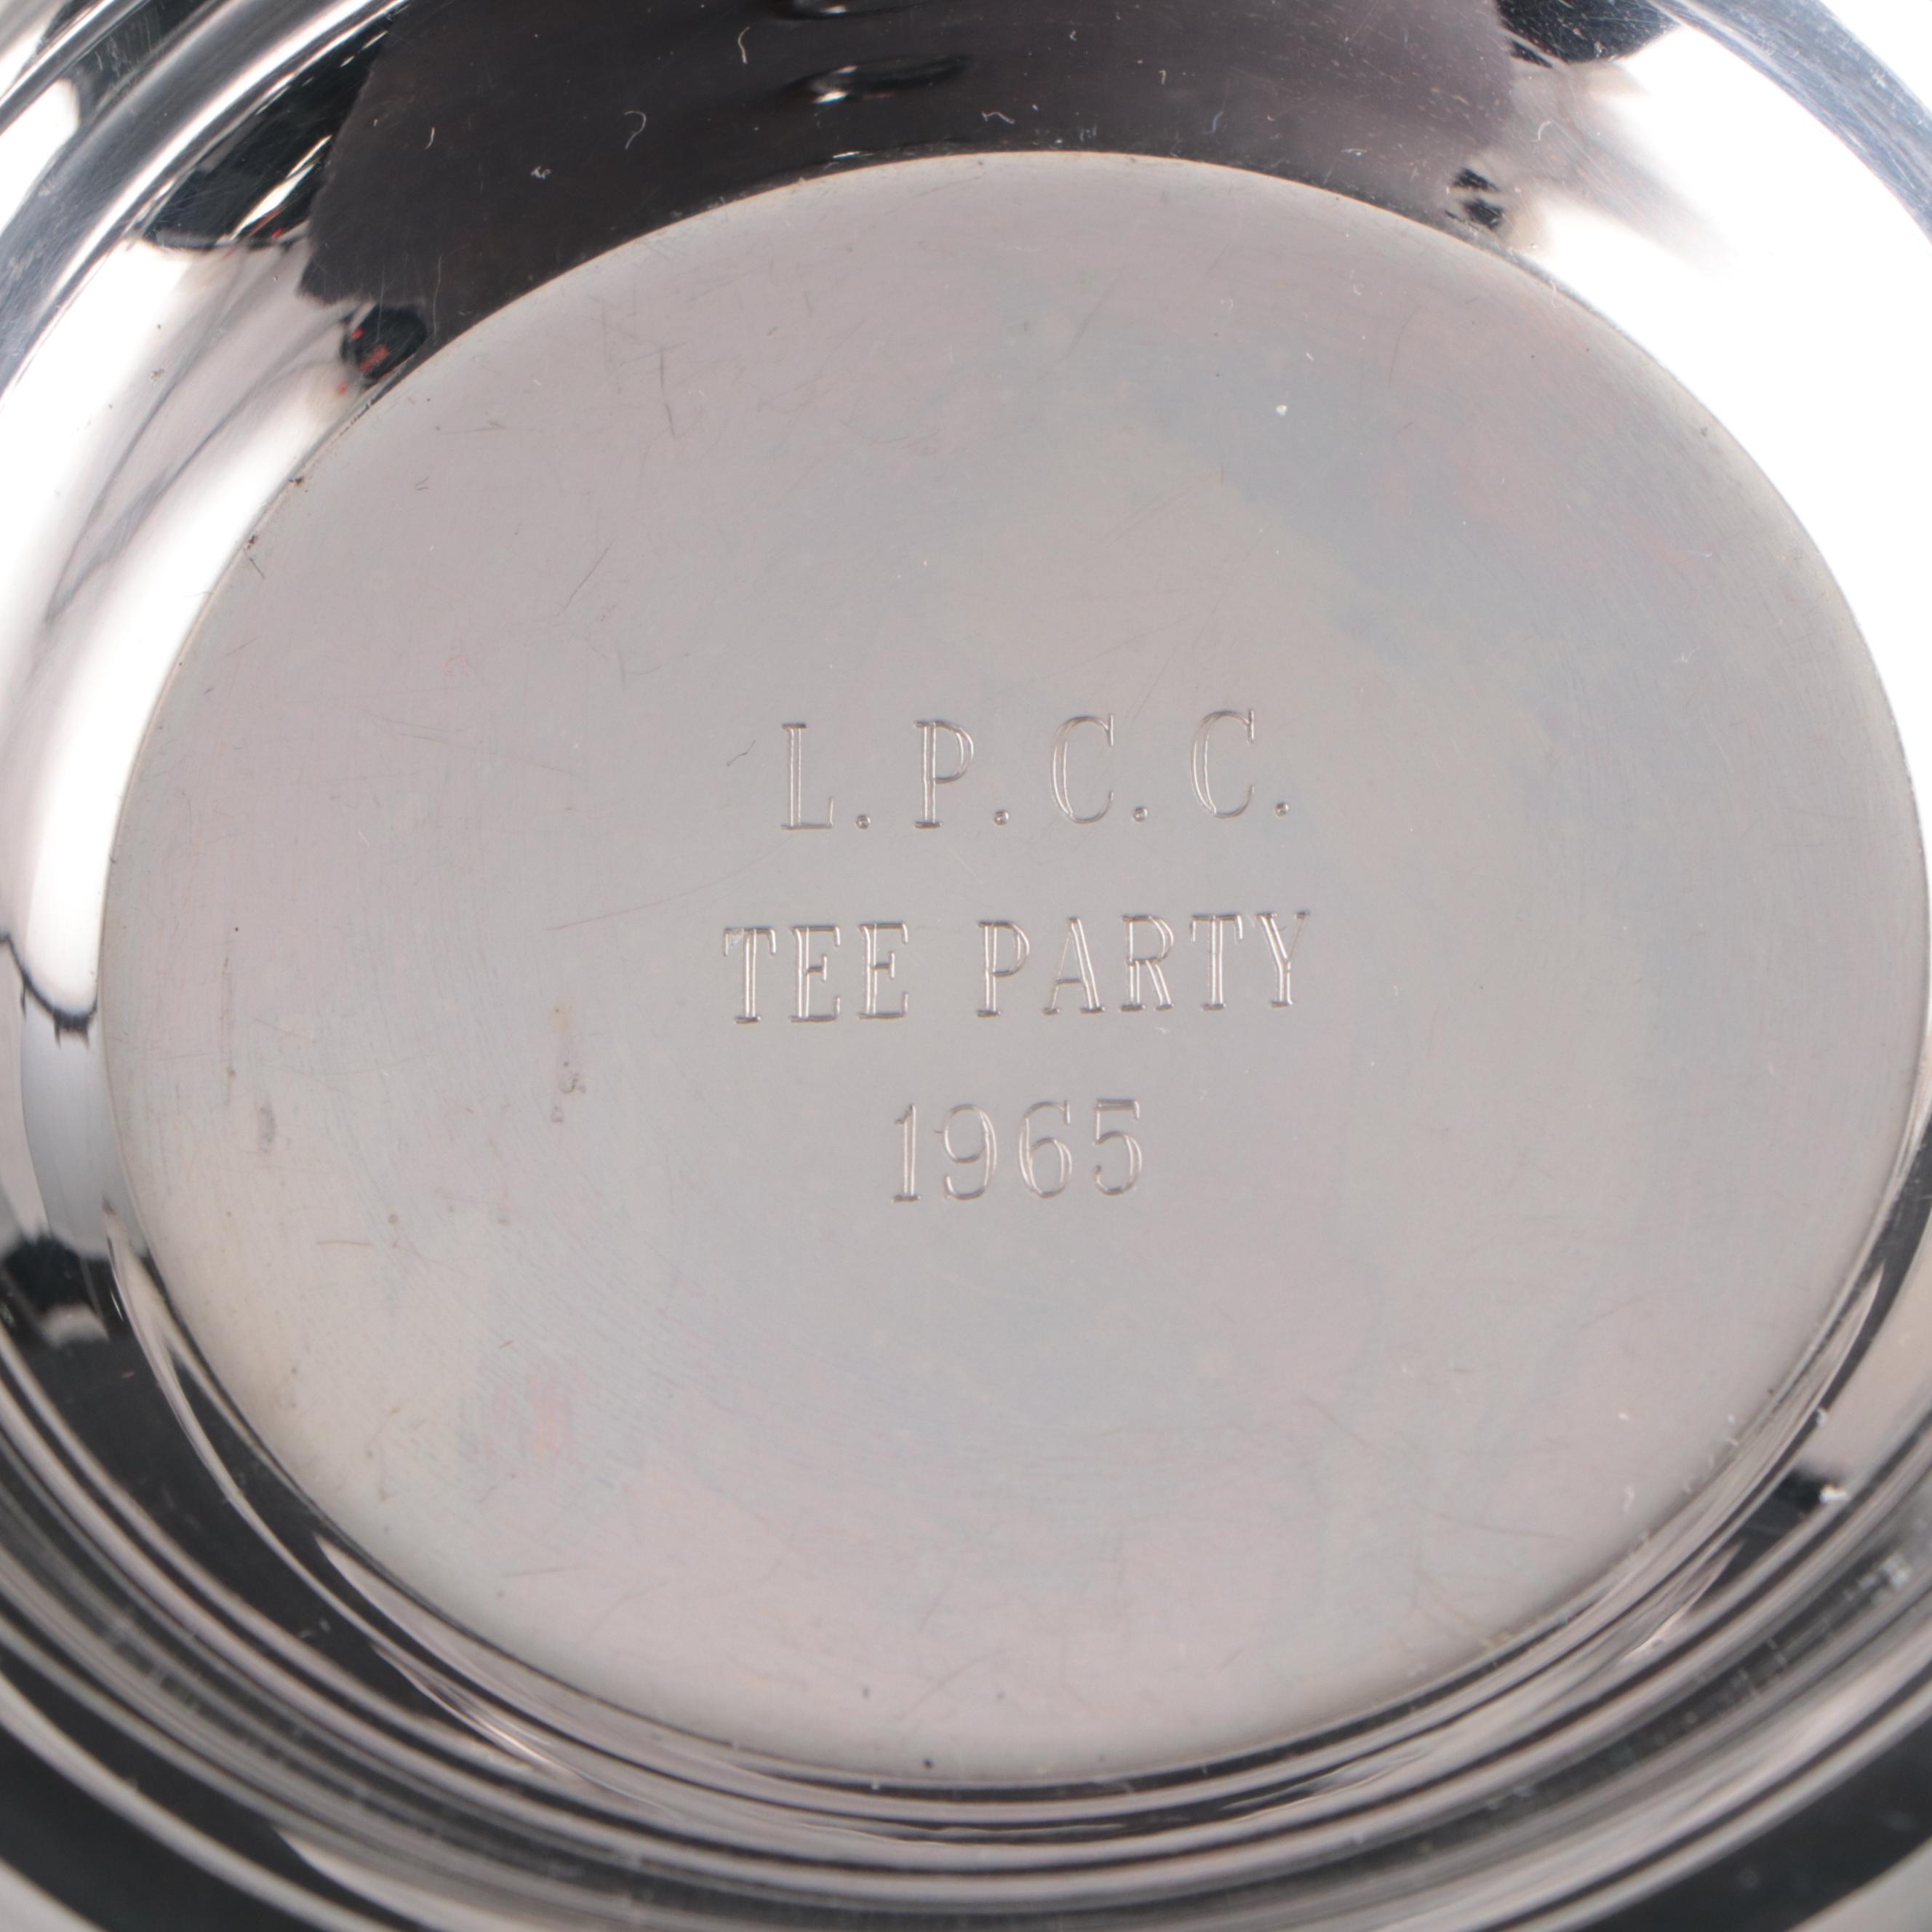 L. P. C. C.
TEE PARTY
1965